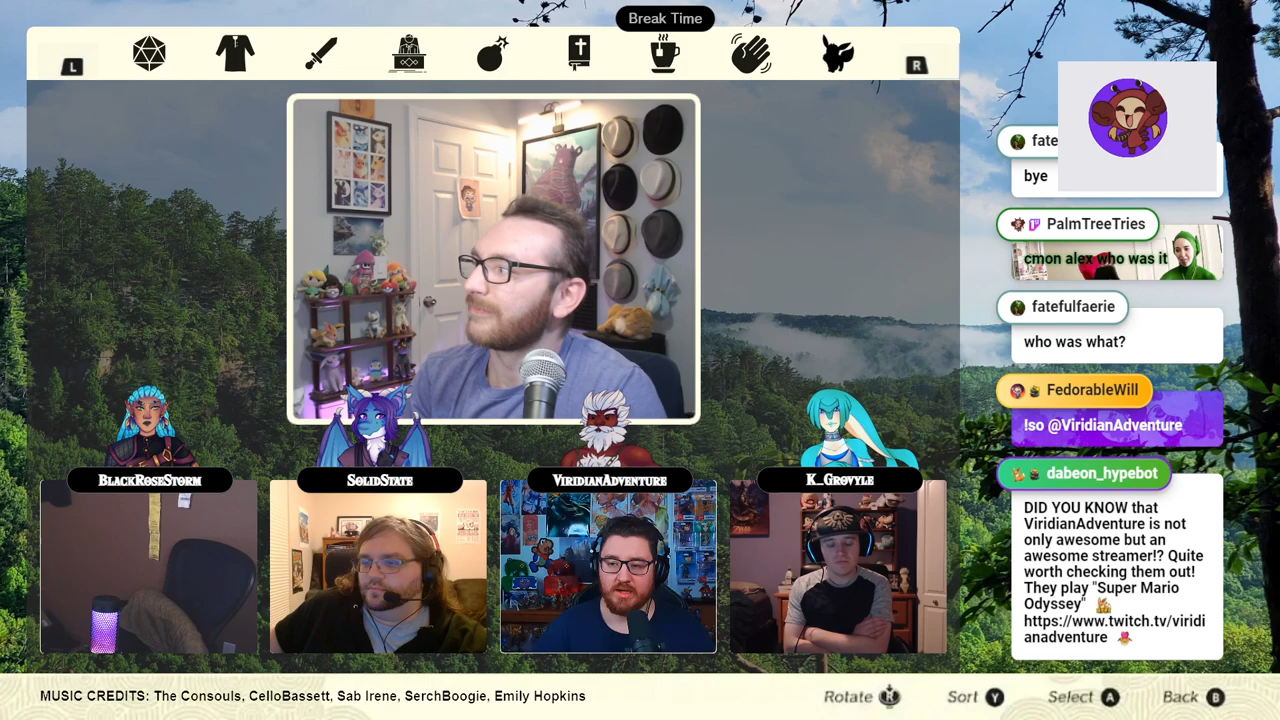 Break Time
L
R
fate
bye
PalmTreeTries
cmon alex who was it
fatefulfaerie
who was what?
FedorableWill
!so @ViridianAdventure
dabeon_hypebot
DID YOU KNOW that
ViridianAdventure is not
only awesome but an
awesome streamer!? Quite
worth checking them out!
They play "Super Mario
Odyssey"
https://www.twitch.tv/viridi
anadventure
BlackRoseStorm
SolidState
ViridianAdventure
K_Grovyle
MUSIC CREDITS: The Consouls, CelloBassett, Sab Irene, SerchBoogie, Emily Hopkins
Rotate R
Sort Y
Select A
Back B